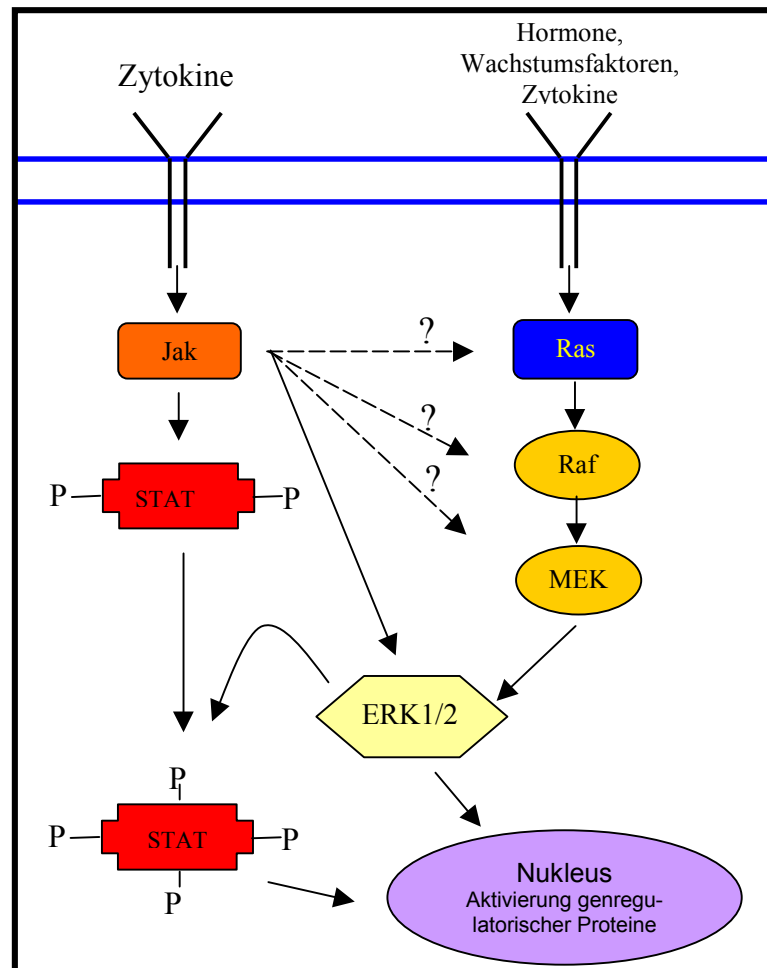 Zytokine
Hormone,
Wachstumsfaktoren,
Zytokine
Jak
?
Ras
?
Raf
?
P
STAT
P
MEK
ERK1/2
P
P
STAT
P
P
Nukleus
Aktivierung genregu-
latorischer Proteine